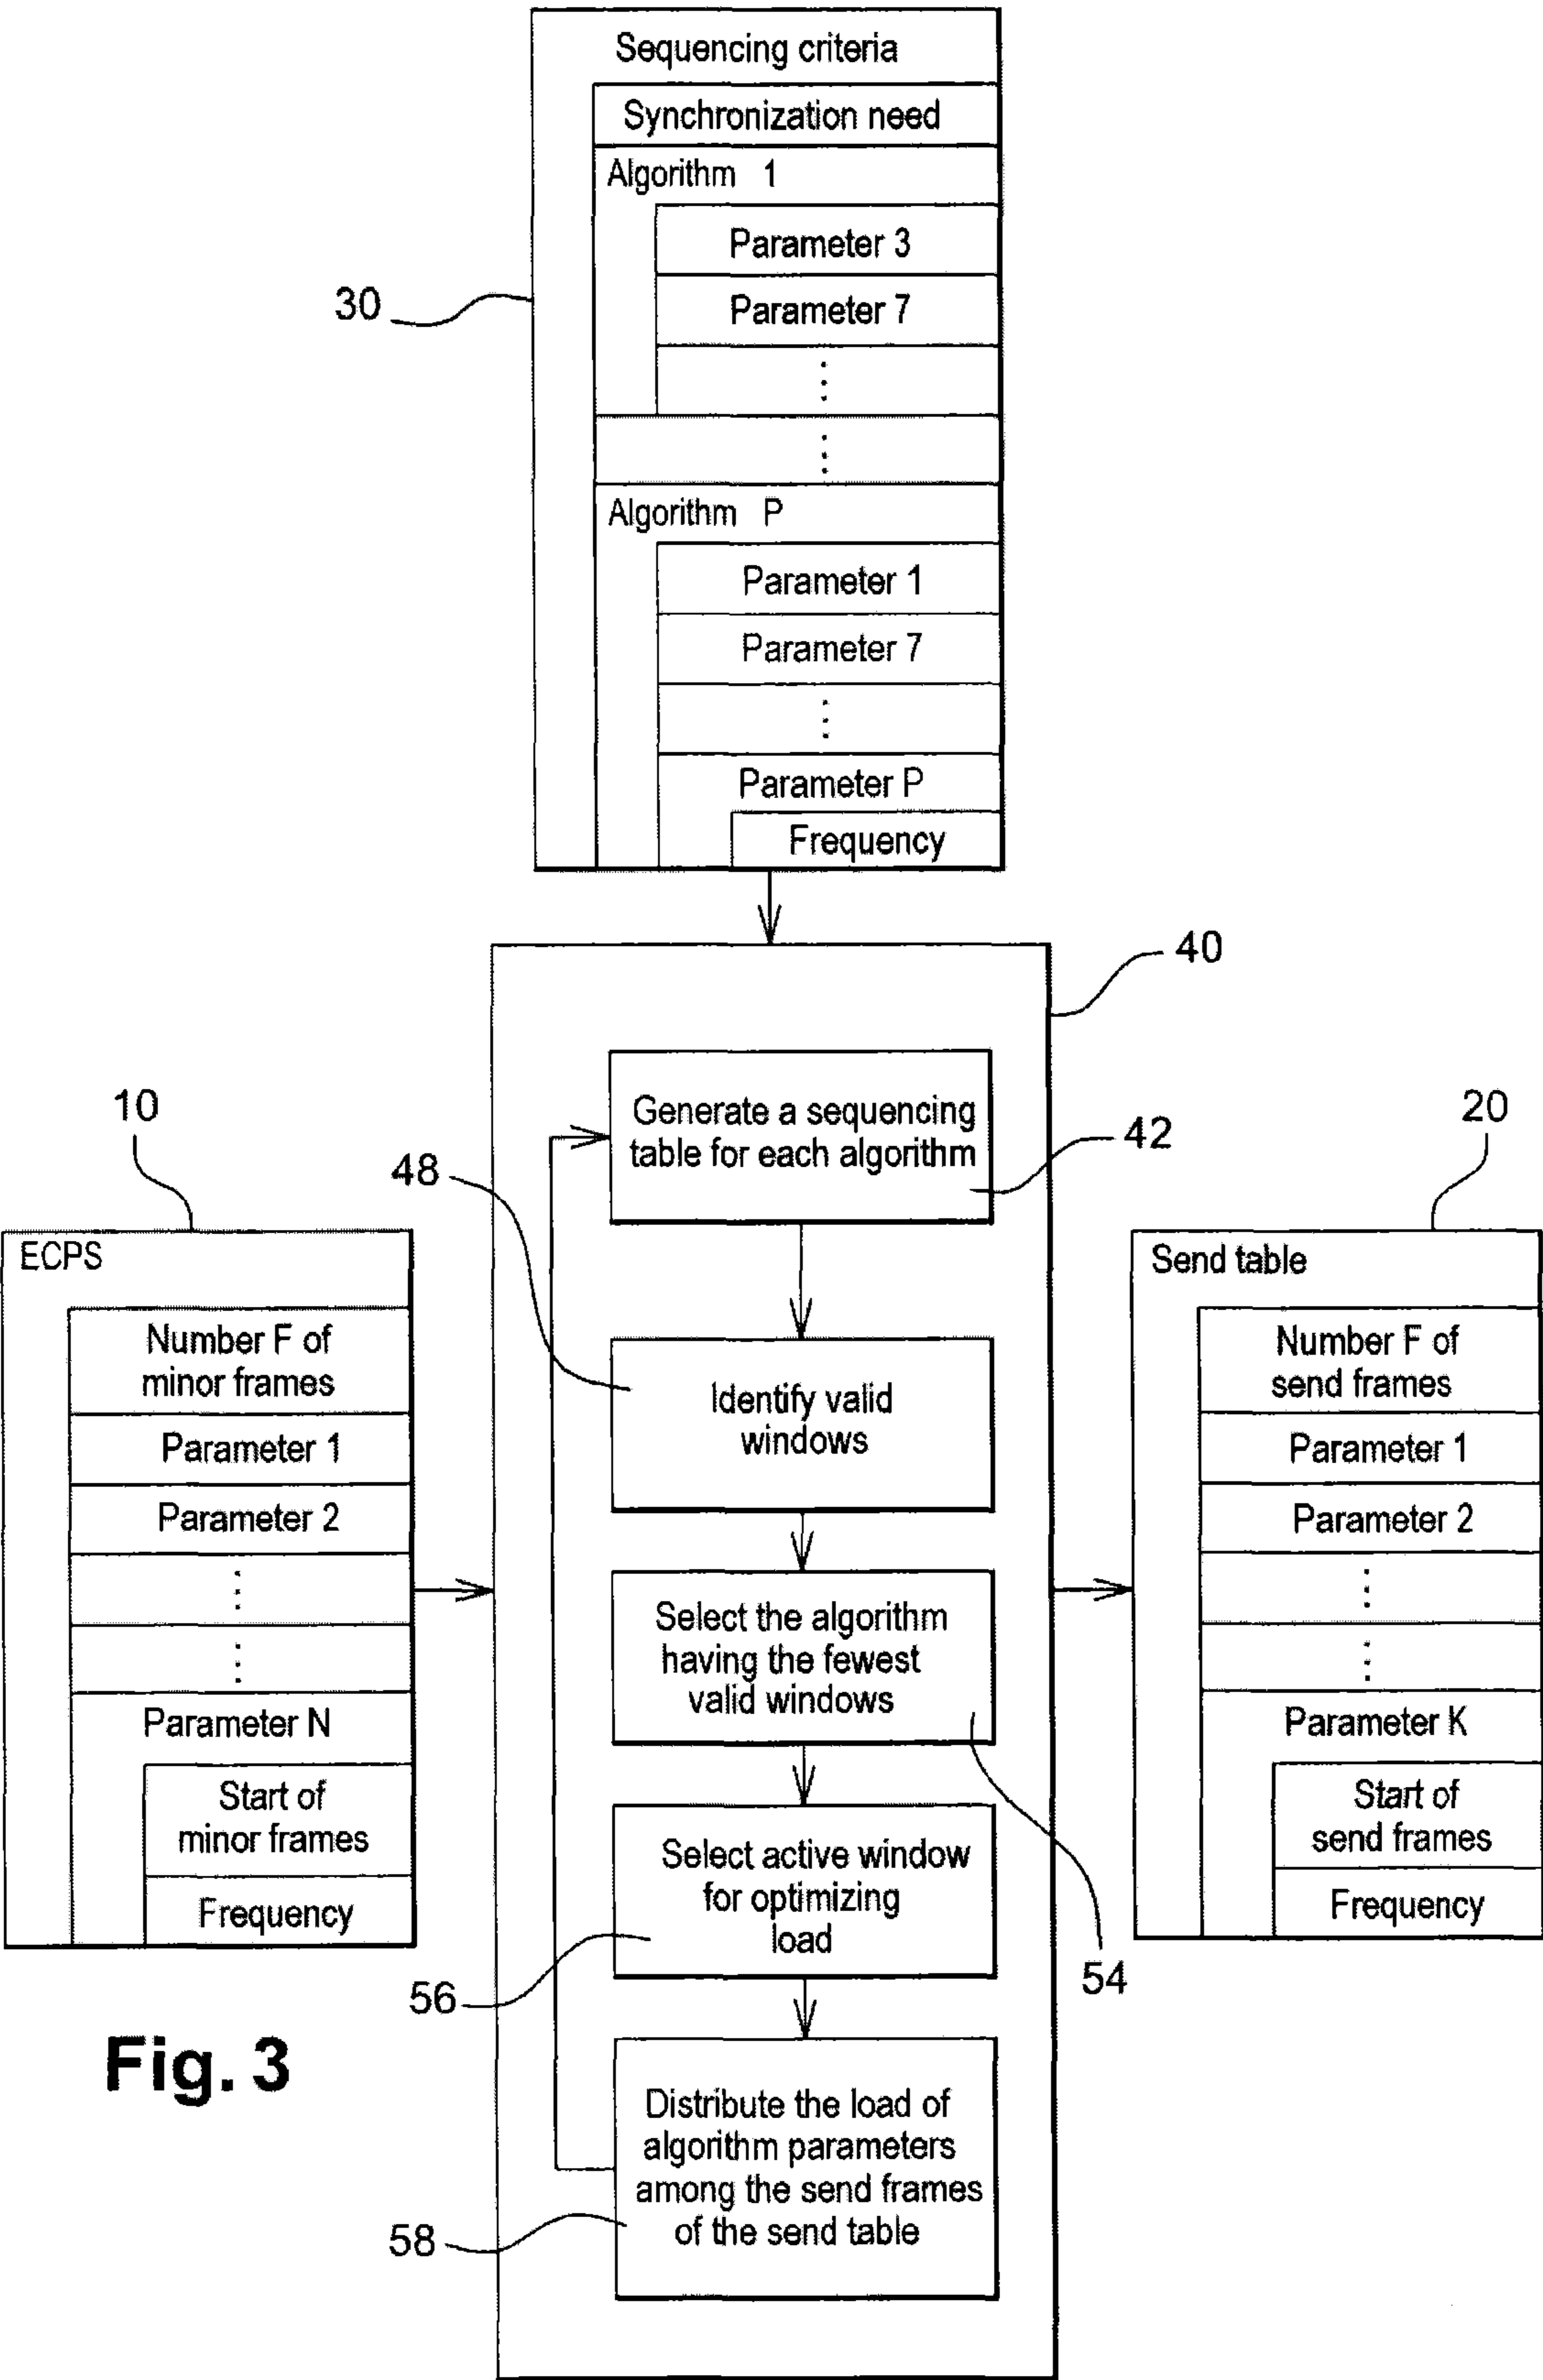 Sequencing criteria
Synchronization need
Algorithm 1
Parameter 3
30
Parameter 7
⋮
⋮
Algorithm P
Parameter 1
Parameter 7
⋮
Parameter P
Frequency
40
10
Generate a sequencing
table for each algorithm
42
20
48
ECPS
Number F of
minor frames
Parameter 1
Parameter 2
⋮
⋮
Parameter N
Start of
minor frames
Frequency
Identify valid
windows
Select the algorithm
having the fewest
valid windows
54
Select active window
for optimizing
load
56
Distribute the load of
algorithm parameters
among the send frames
of the send table
58
Send table
Number F of
send frames
Parameter 1
Parameter 2
⋮
⋮
Parameter K
Start of
send frames
Frequency
Fig. 3